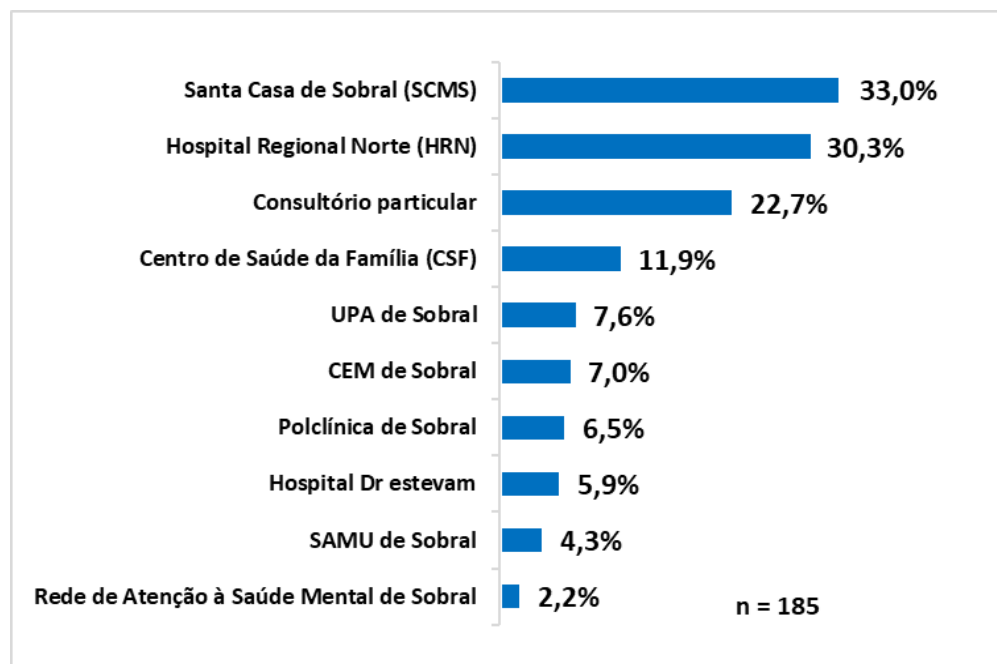 Santa Casa de Sobral (SCMS) 33,0%
Hospital Regional Norte (HRN) 30,3%
Consultório particular 22,7%
Centro de Saúde da Família (CSF) 11,9%
UPA de Sobral 7,6%
CEM de Sobral 7,0%
Polclínica de Sobral 6,5%
Hospital Dr estevam 5,9%
SAMU de Sobral 4,3%
Rede de Atenção à Saúde Mental de Sobral 2,2%
n = 185